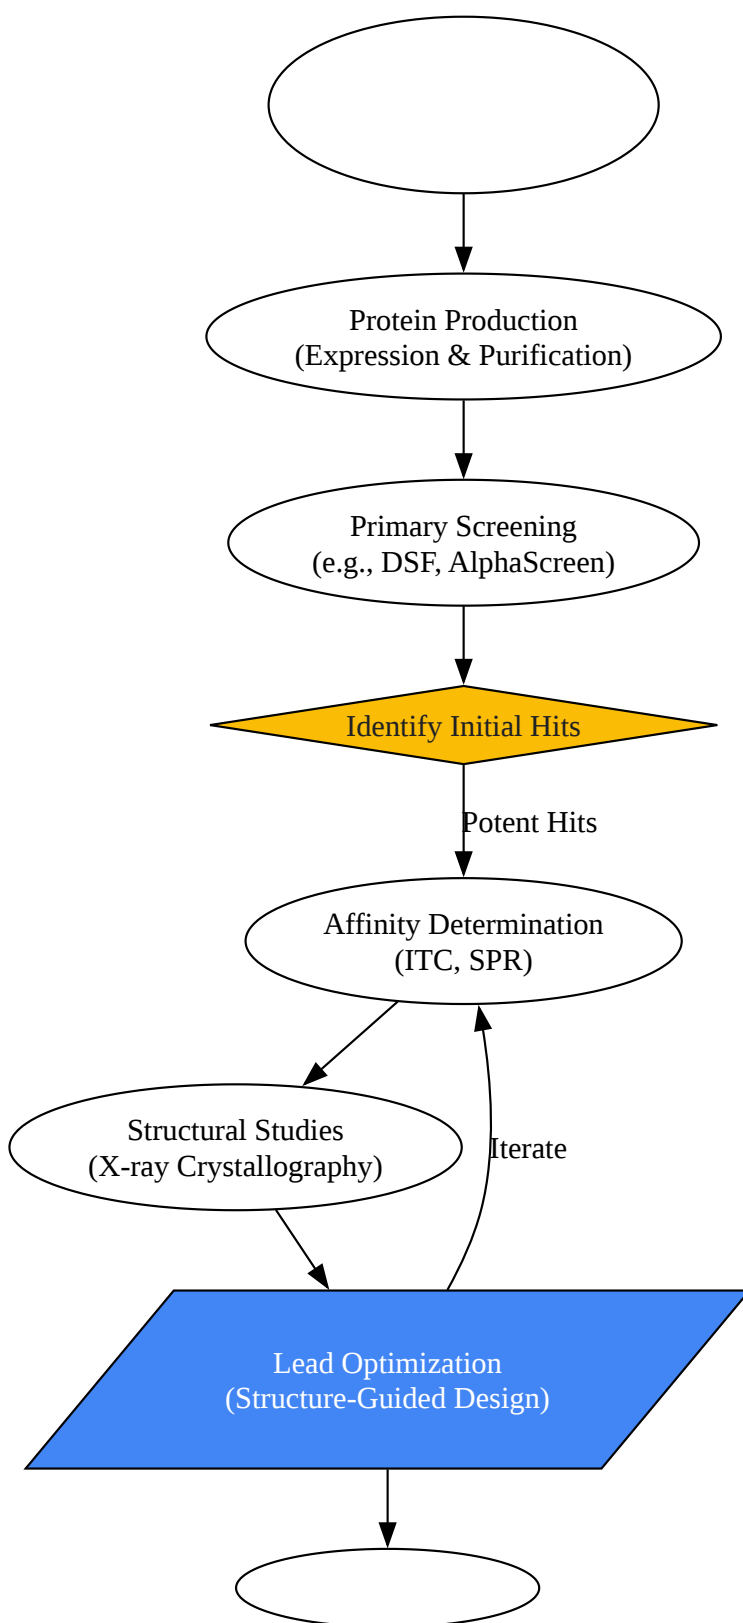 Protein Production
(Expression & Purification)
Primary Screening
(e.g., DSF, AlphaScreen)
Identify Initial Hits
Potent Hits
Affinity Determination
(ITC, SPR)
Structural Studies
(X-ray Crystallography)
Iterate
Lead Optimization
(Structure-Guided Design)